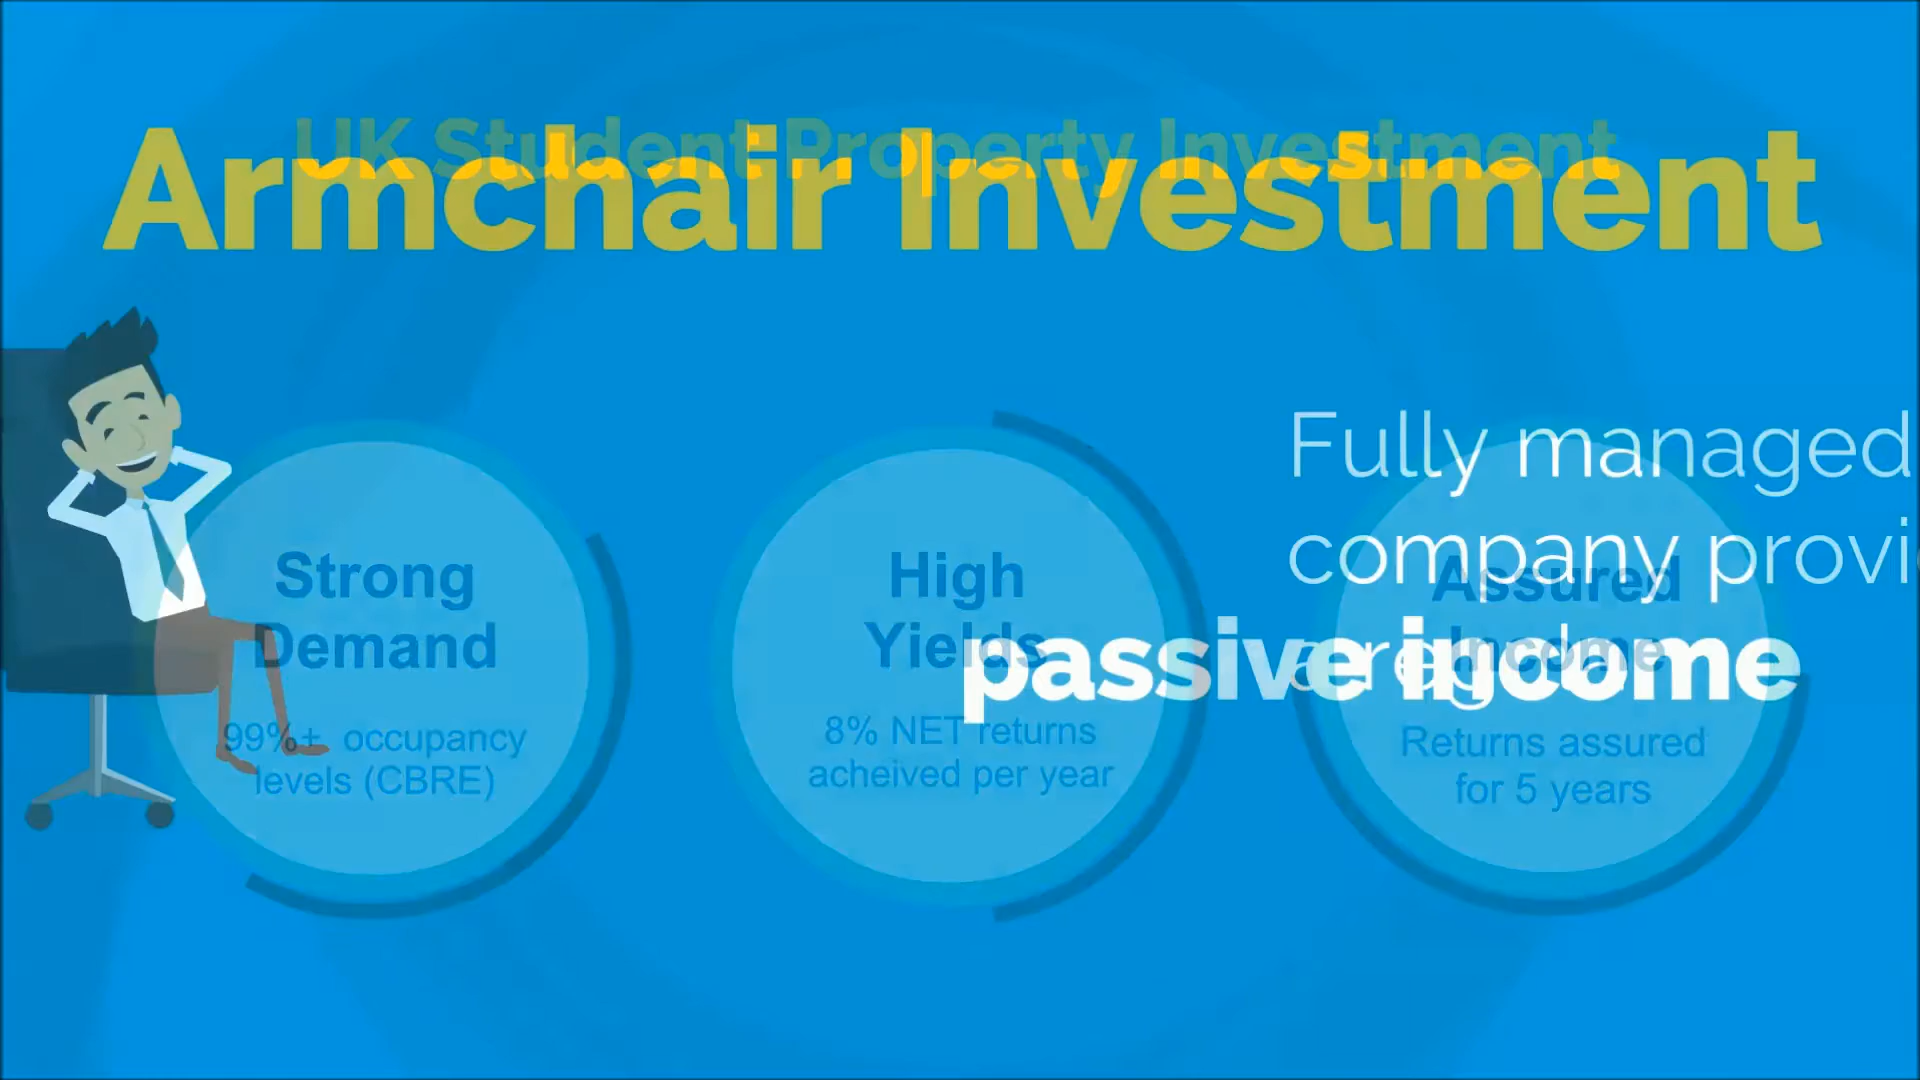 UK Student Property Investment
Armchair Investment
Fully managed
company
Strong
Demand
99%+ occupancy
levels (CBRE)
High
Yields
8% NET returns
acheived per year
Assured
Income
Returns assured
for 5 years
passive income